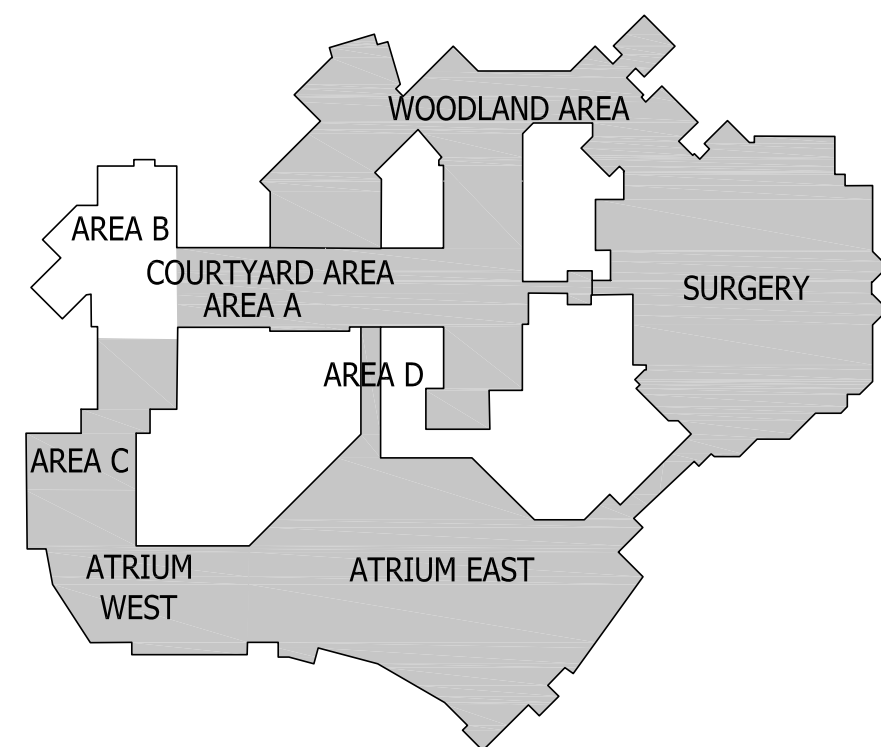 WOODLAND AREA
AREA B
COURTYARD AREA
AREA A
SURGERY
AREA D
AREA C
ATRIUM
WEST
ATRIUM EAST